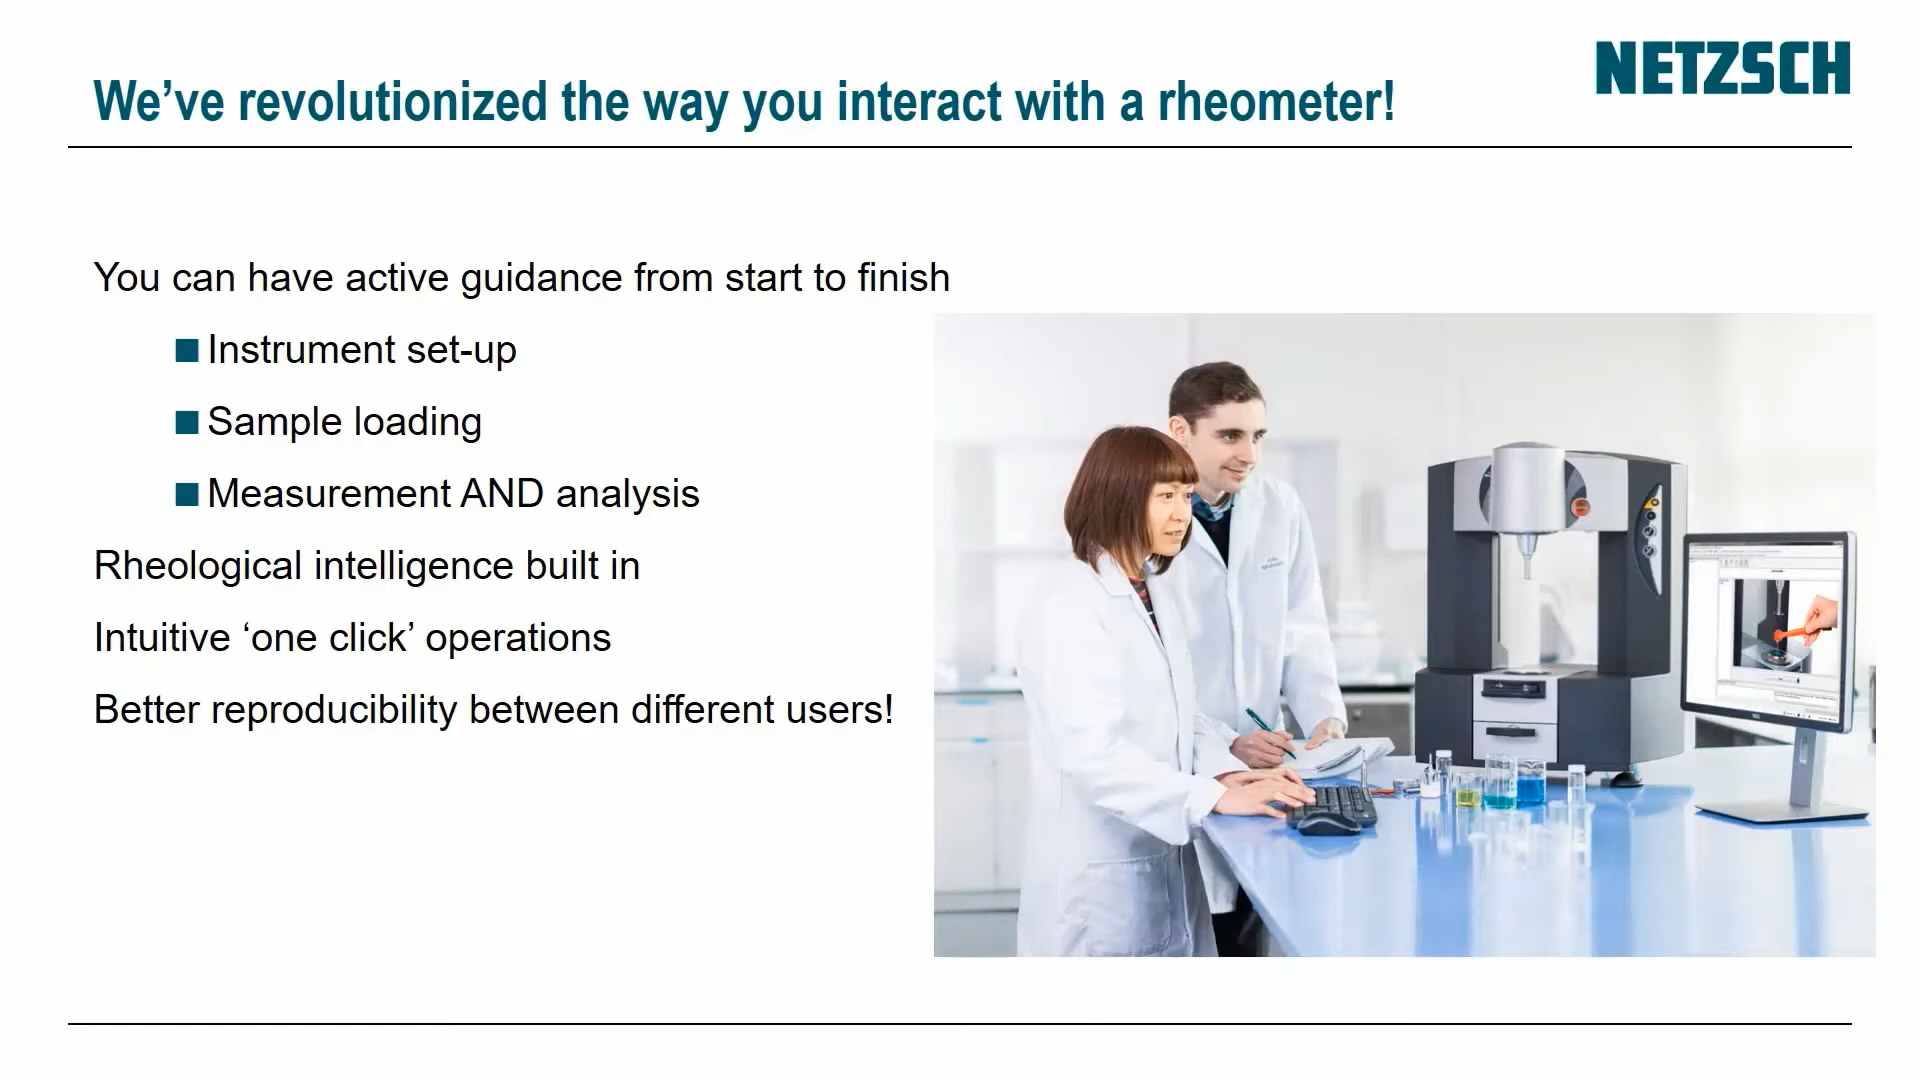 NETZSCH
We’ve revolutionized the way you interact with a rheometer!
You can have active guidance from start to finish
Instrument set-up
Sample loading
Measurement AND analysis
Rheological intelligence built in
Intuitive ‘one click’ operations
Better reproducibility between different users!